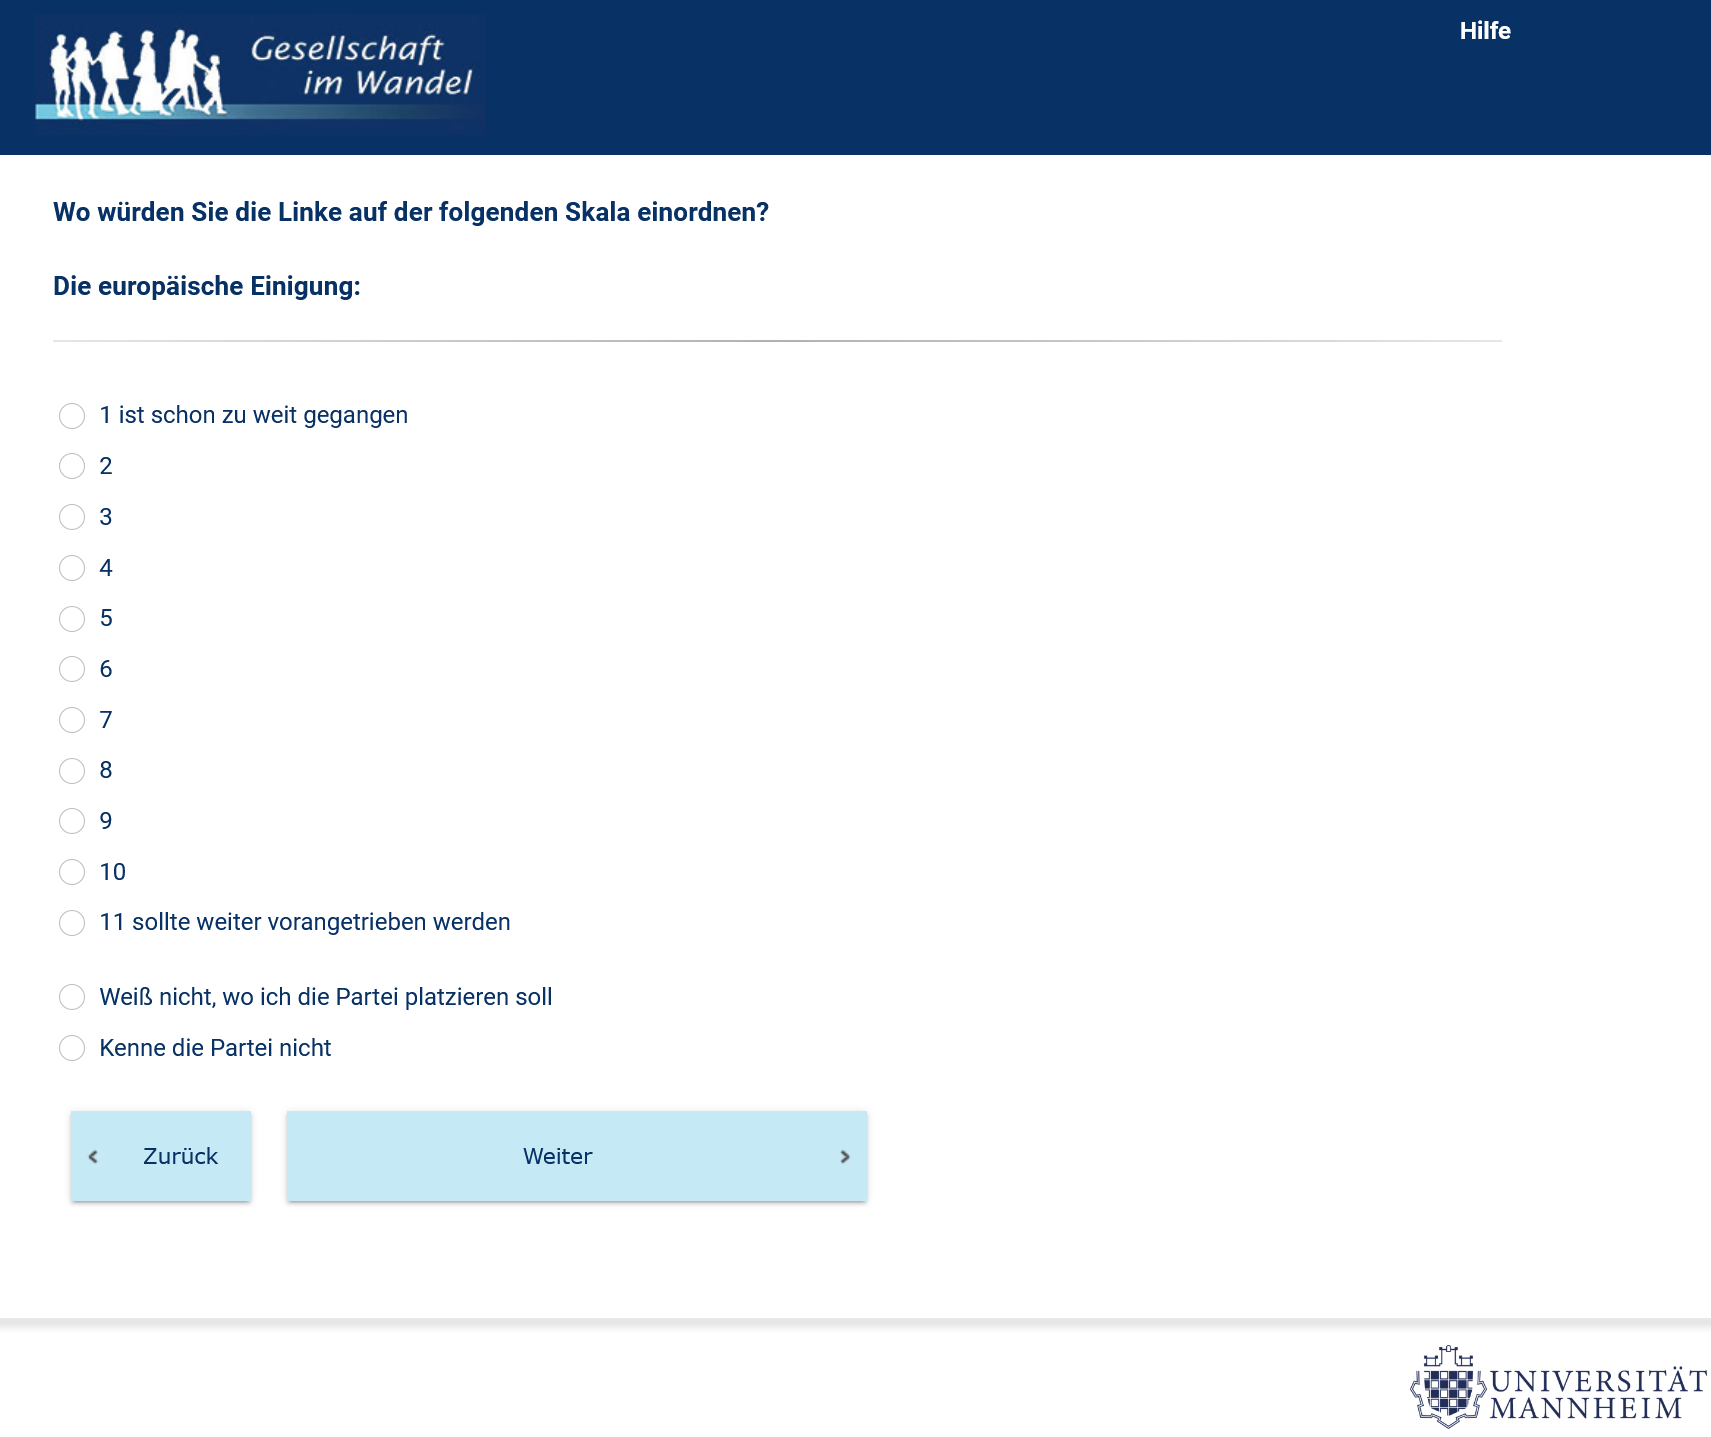 Gesellschaft
im Wandel
Hilfe
Wo würden Sie die Linke auf der folgenden Skala einordnen?
Die europäische Einigung:
1 ist schon zu weit gegangen
2
3
4
5
6
7
8
9
10
11 sollte weiter vorangetrieben werden
Weiß nicht, wo ich die Partei platzieren soll
Kenne die Partei nicht
Zurück
Weiter
UNIVERSITÄT
MANNHEIM